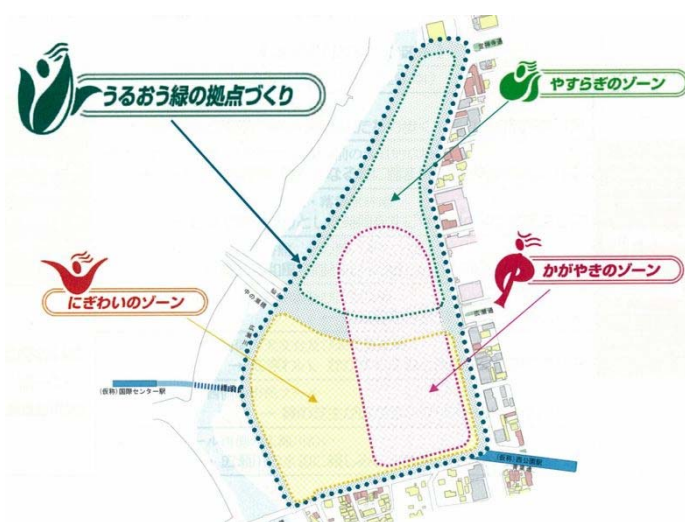 うるおう緑の拠点づくり
やすらぎのゾーン
かがやきのゾーン
にぎわいのゾーン
(仮称)国際センター駅
(仮称)西公園駅